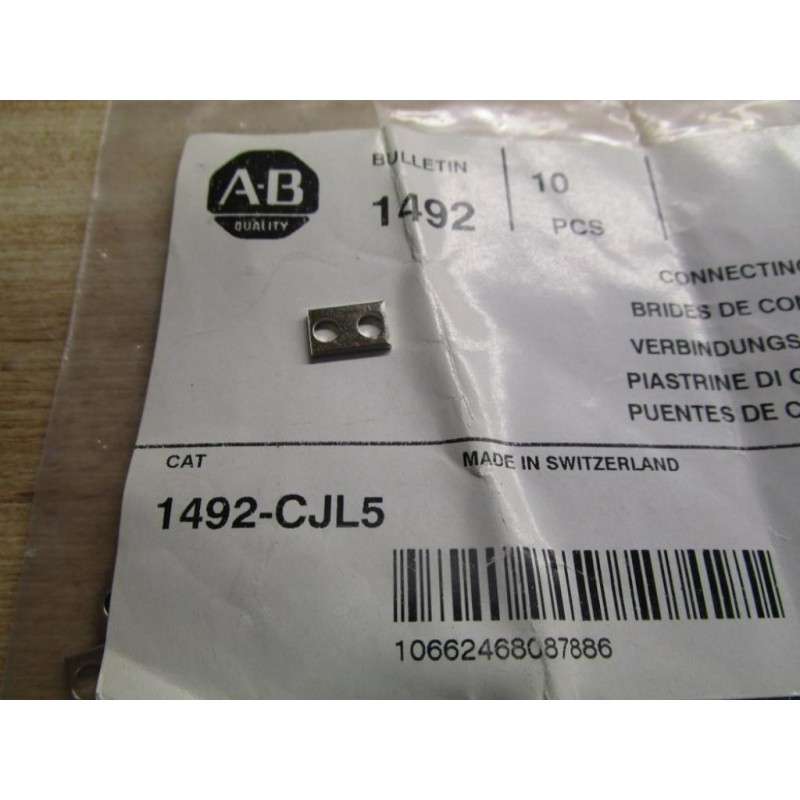 A-B
QUALITY
BULLETIN
1492
10
PCS
CONNECTING
BRIDES DE CO
VERBINDUNGS
PIASTRINE DI C
PUENTES DE C
CAT
MADE IN SWITZERLAND
1492-CJL5
10662468087886